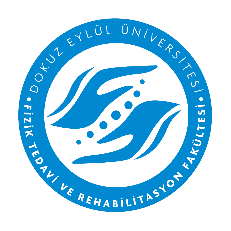 DOKUZ EYLÜL ÜNİVERSİTESİ
FİZİK TEDAVİ VE REHABİLİTASYON FAKÜLTESİ